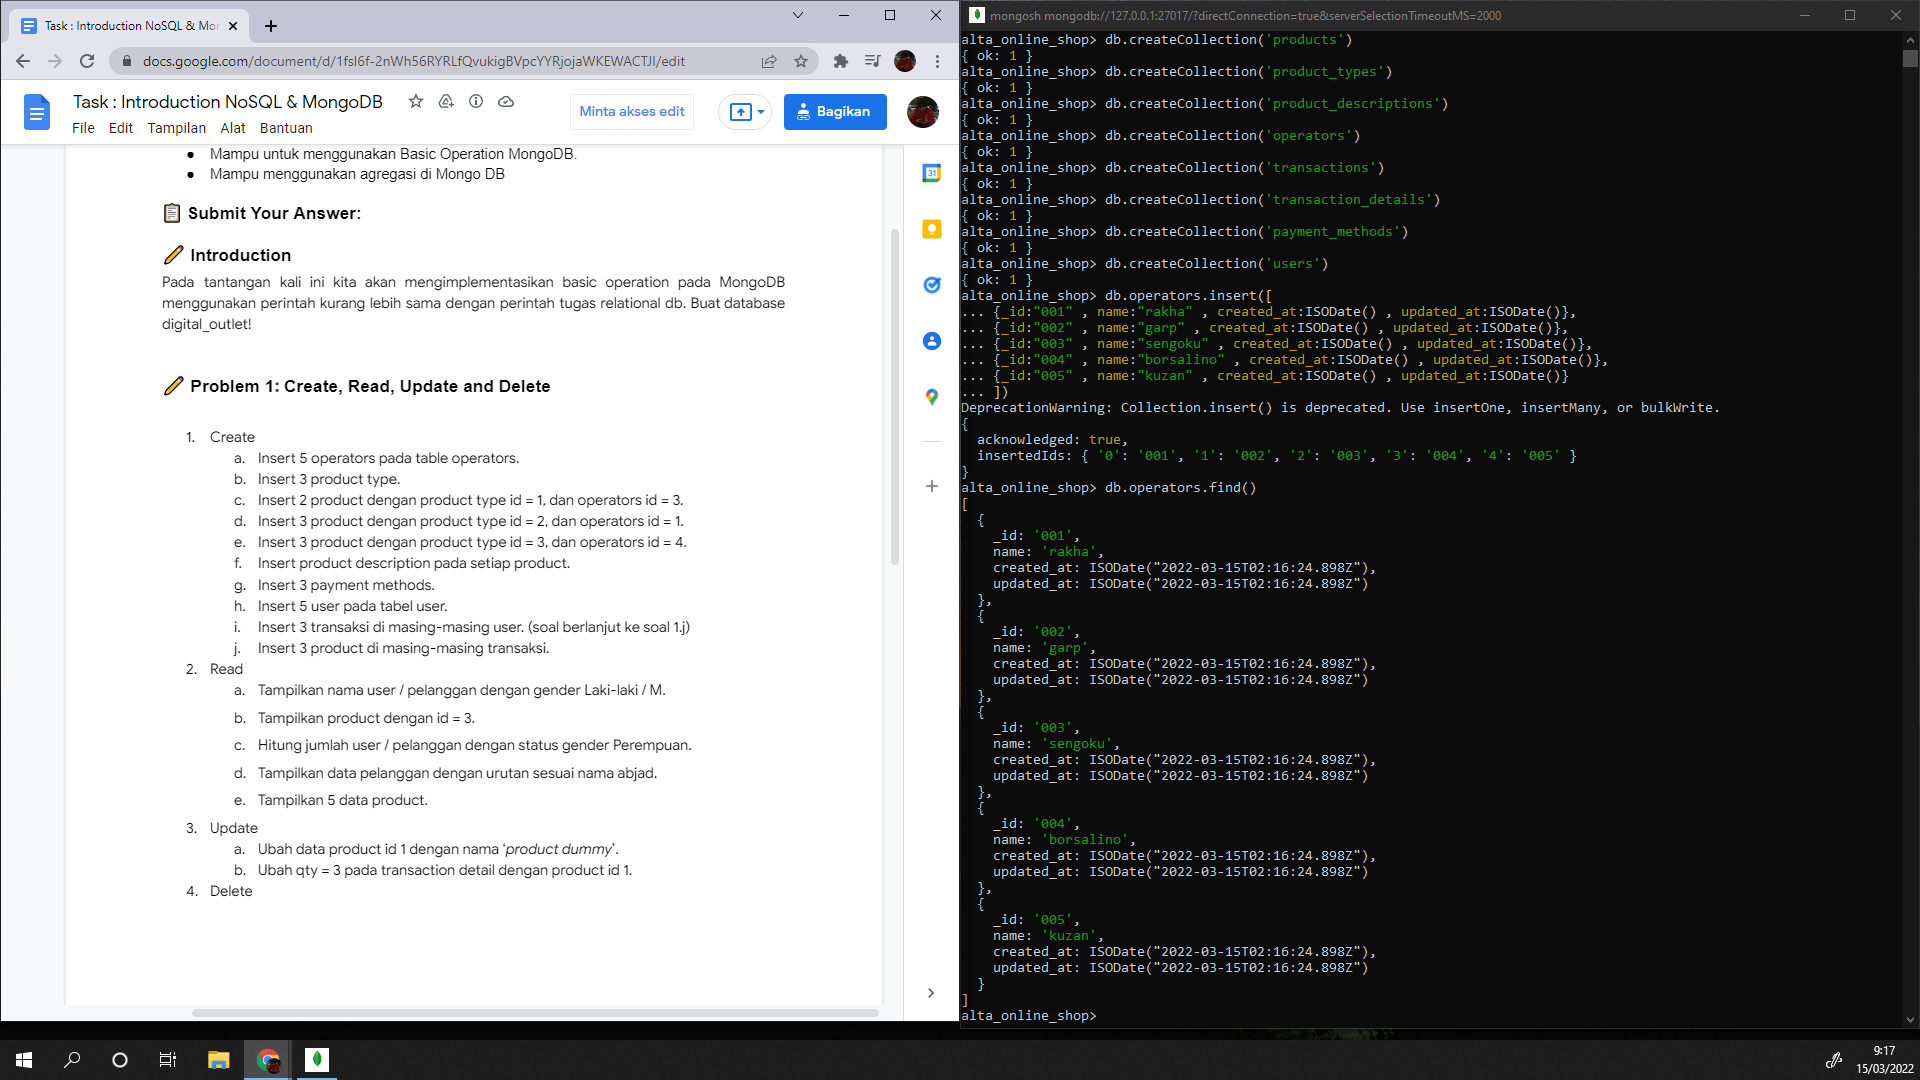 Task : Introduction NoSQL & Mor
docs.google.com/document/d/1fsl6f-2nWh56RYRLfQvukigBVpcYYRjojaWKEWACTJI/edit
Task : Introduction NoSQL & MongoDB
File Edit Tampilan Alat Bantuan
Minta akses edit
Bagikan
● Mampu untuk menggunakan Basic Operation MongoDB.
● Mampu menggunakan agregasi di Mongo DB
Submit Your Answer:
Introduction
Pada tantangan kali ini kita akan mengimplementasikan basic operation pada MongoDB
menggunakan perintah kurang lebih sama dengan perintah tugas relational db. Buat database
digital_outlet!
Problem 1: Create, Read, Update and Delete
1. Create
a. Insert 5 operators pada table operators.
b. Insert 3 product type.
c. Insert 2 product dengan product type id = 1, dan operators id = 3.
d. Insert 3 product dengan product type id = 2, dan operators id = 1.
e. Insert 3 product dengan product type id = 3, dan operators id = 4.
f. Insert product description pada setiap product.
g. Insert 3 payment methods.
h. Insert 5 user pada tabel user.
i. Insert 3 transaksi di masing-masing user. (soal berlanjut ke soal 1.j)
j. Insert 3 product di masing-masing transaksi.
2. Read
a. Tampilkan nama user / pelanggan dengan gender Laki-laki / M.
b. Tampilkan product dengan id = 3.
c. Hitung jumlah user / pelanggan dengan status gender Perempuan.
d. Tampilkan data pelanggan dengan urutan sesuai nama abjad.
e. Tampilkan 5 data product.
3. Update
a. Ubah data product id 1 dengan nama ‘product dummy’.
b. Ubah qty = 3 pada transaction detail dengan product id 1.
4. Delete
31
mongosh mongodb://127.0.0.1:27017/?directConnection=true&serverSelectionTimeoutMS=2000
alta_online_shop> db.createCollection('products')
{ ok: 1 }
alta_online_shop> db.createCollection('product_types')
{ ok: 1 }
alta_online_shop> db.createCollection('product_descriptions')
{ ok: 1 }
alta_online_shop> db.createCollection('operators')
{ ok: 1 }
alta_online_shop> db.createCollection('transactions')
{ ok: 1 }
alta_online_shop> db.createCollection('transaction_details')
{ ok: 1 }
alta_online_shop> db.createCollection('payment_methods')
{ ok: 1 }
alta_online_shop> db.createCollection('users')
{ ok: 1 }
alta_online_shop> db.operators.insert([
... {_id:"001" , name:"rakha" , created_at:ISODate() , updated_at:ISODate()},
... {_id:"002" , name:"garp" , created_at:ISODate() , updated_at:ISODate()},
... {_id:"003" , name:"sengoku" , created_at:ISODate() , updated_at:ISODate()},
... {_id:"004" , name:"borsalino" , created_at:ISODate() , updated_at:ISODate()},
... {_id:"005" , name:"kuzan" , created_at:ISODate() , updated_at:ISODate()}
... ])
DeprecationWarning: Collection.insert() is deprecated. Use insertOne, insertMany, or bulkWrite.
{
acknowledged: true,
insertedIds: { '0': '001', '1': '002', '2': '003', '3': '004', '4': '005' }
}
alta_online_shop> db.operators.find()
[
{
_id: '001',
name: 'rakha',
created_at: ISODate("2022-03-15T02:16:24.898Z"),
updated_at: ISODate("2022-03-15T02:16:24.898Z")
},
{
_id: '002',
name: 'garp',
created_at: ISODate("2022-03-15T02:16:24.898Z"),
updated_at: ISODate("2022-03-15T02:16:24.898Z")
},
{
_id: '003',
name: 'sengoku',
created_at: ISODate("2022-03-15T02:16:24.898Z"),
updated_at: ISODate("2022-03-15T02:16:24.898Z")
},
{
_id: '004',
name: 'borsalino',
created_at: ISODate("2022-03-15T02:16:24.898Z"),
updated_at: ISODate("2022-03-15T02:16:24.898Z")
},
{
_id: '005',
name: 'kuzan',
created_at: ISODate("2022-03-15T02:16:24.898Z"),
updated_at: ISODate("2022-03-15T02:16:24.898Z")
}
]
alta_online_shop>
9:17
15/03/2022